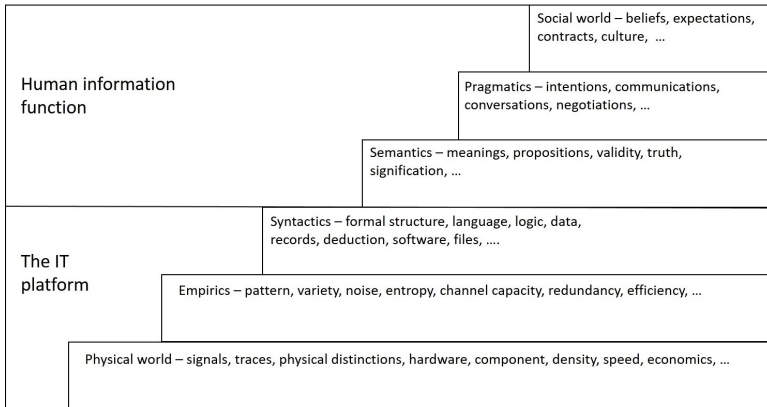 Social world – beliefs, expectations,
contracts, culture, ...
Human information
function
Pragmatics – intentions, communications,
conversations, negotiations, ...
Semantics – meanings, propositions, validity, truth,
signification, ...
Syntactics – formal structure, language, logic, data,
records, deduction, software, files, ....
The IT
platform
Empirics – pattern, variety, noise, entropy, channel capacity, redundancy, efficiency, ...
Physical world – signals, traces, physical distinctions, hardware, component, density, speed, economics, ...